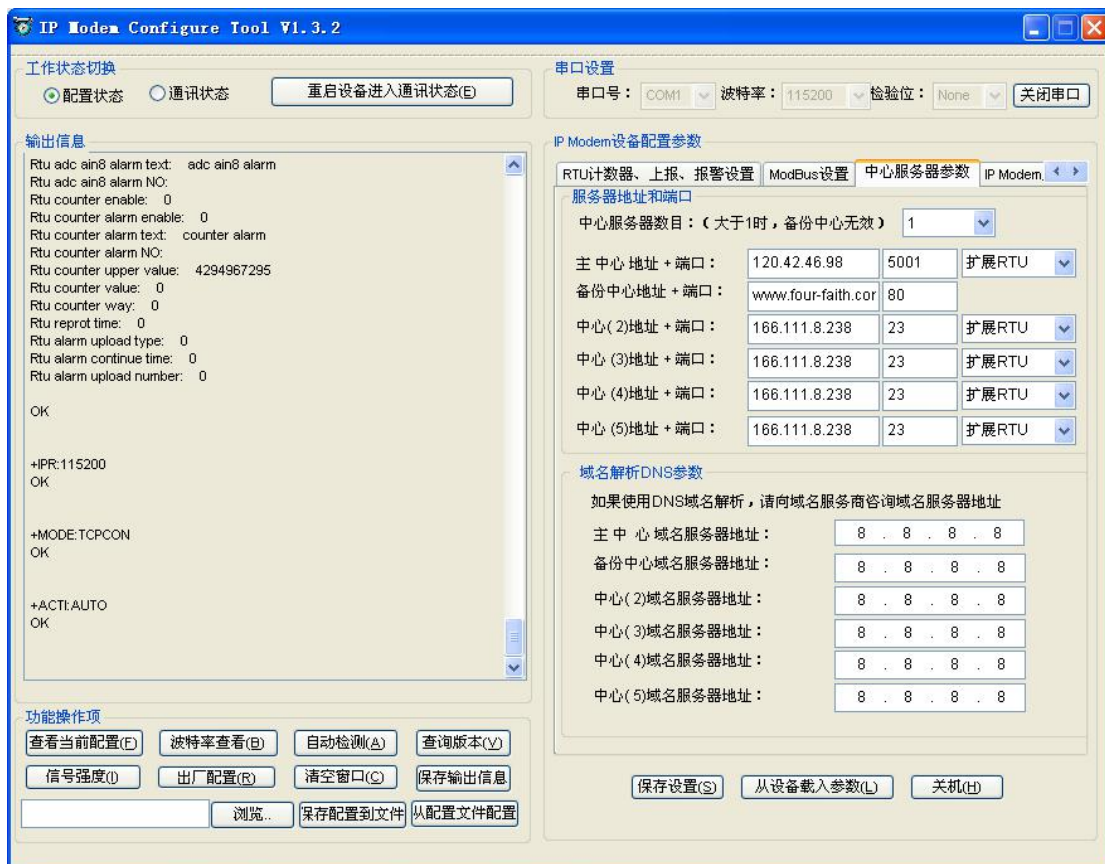 IP Modem Configure Tool V1.3.2
工作状态切换
配置状态 通讯状态 重启设备进入通讯状态(E)
串口设置
串口号： COM1 波特率： 115200 检验位： None 关闭串口
输出信息
Rtu adc ain8 alarm text: adc ain8 alarm
Rtu adc ain8 alarm NO:
Rtu counter enable: 0
Rtu counter alarm enable: 0
Rtu counter alarm text: counter alarm
Rtu counter alarm NO:
Rtu counter upper value: 4294967295
Rtu counter value: 0
Rtu counter way: 0
Rtu reprot time: 0
Rtu alarm upload type: 0
Rtu alarm continue time: 0
Rtu alarm upload number: 0
OK
+IPR:115200
OK
+MODE:TCPCON
OK
+ACTI:AUTO
OK
功能操作项
查看当前配置(F) 波特率查看(B) 自动检测(A) 查询版本(V)
信号强度(I) 出厂配置(R) 清空窗口(C) 保存输出信息
浏览.. 保存配置到文件 从配置文件配置
IP Modem设备配置参数
RTU计数器、上报、报警设置 ModBus设置 中心服务器参数 IP Modem
服务器地址和端口
中心服务器数目：（大于1时，备份中心无效） 1
主 中心 地址 + 端口： 120.42.46.98 5001 扩展RTU
备份中心地址 + 端口： www.four-faith.cor 80
中心( 2)地址 + 端口： 166.111.8.238 23 扩展RTU
中心 (3)地址 + 端口： 166.111.8.238 23 扩展RTU
中心 (4)地址 + 端口： 166.111.8.238 23 扩展RTU
中心 (5)地址 + 端口： 166.111.8.238 23 扩展RTU
域名解析DNS参数
如果使用DNS域名解析，请向域名服务商咨询域名服务器地址
主 中 心 域名服务器地址： 8 . 8 . 8 . 8
备份中心域名服务器地址： 8 . 8 . 8 . 8
中心( 2)域名服务器地址： 8 . 8 . 8 . 8
中心( 3)域名服务器地址： 8 . 8 . 8 . 8
中心( 4)域名服务器地址： 8 . 8 . 8 . 8
中心( 5)域名服务器地址： 8 . 8 . 8 . 8
保存设置(S) 从设备载入参数(L) 关机(H)